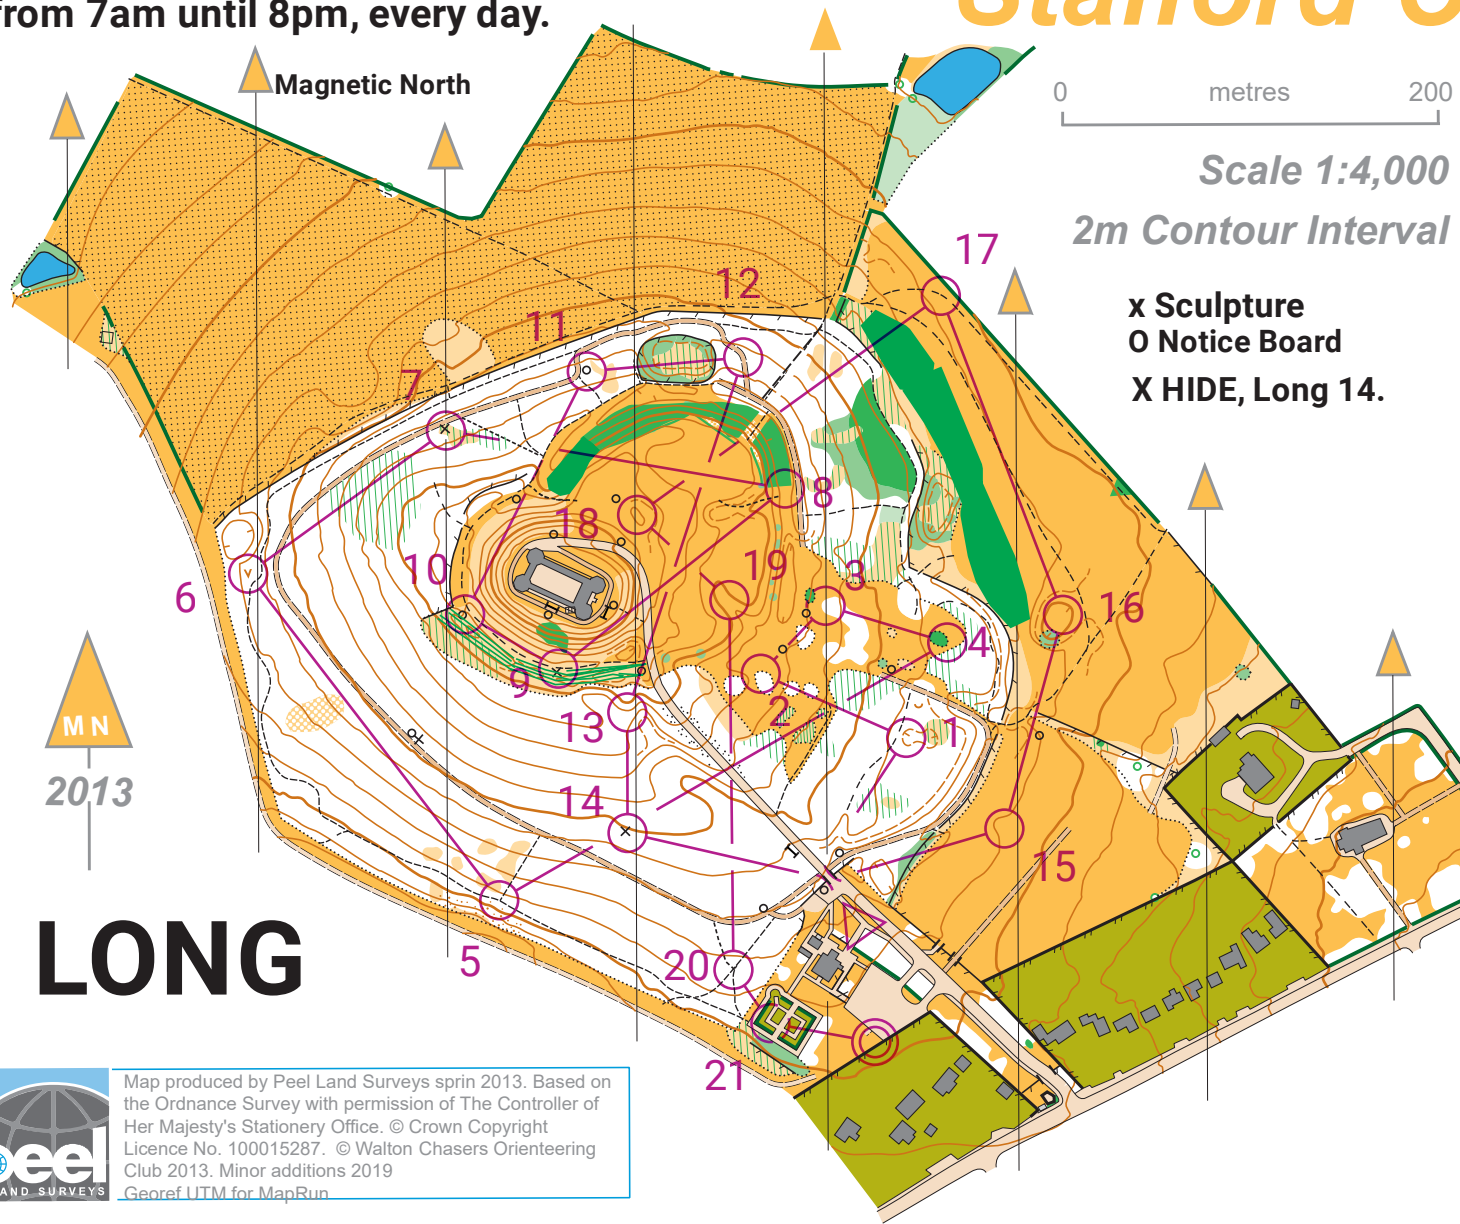 from 7am until 8pm, every day.
Stafford C
Magnetic North
0 metres 200
Scale 1:4,000
2m Contour Interval
x Sculpture
O Notice Board
X HIDE, Long 14.
17
12
11
7
8
18
10
19
3
6
16
4
9
2
13
1
14
15
5
20
21
M N
2013
LONG
Map produced by Peel Land Surveys sprin 2013. Based on
the Ordnance Survey with permission of The Controller of
Her Majesty's Stationery Office. © Crown Copyright
Licence No. 100015287. © Walton Chasers Orienteering
Club 2013. Minor additions 2019
Georef UTM for MapRun
peel
AND SURVEYS